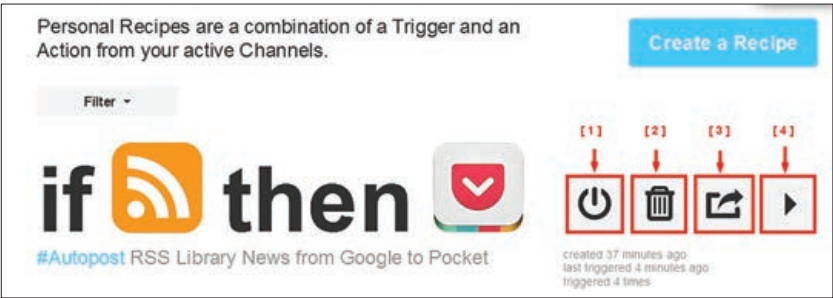 Personal Recipes are a combination of a Trigger and an
Action from your active Channels.
Create a Recipe
Filter
[1] [2] [3] [4]
if then
#Autopost RSS Library News from Google to Pocket
created 37 minutes ago
last triggered 4 minutes ago
triggered 4 times